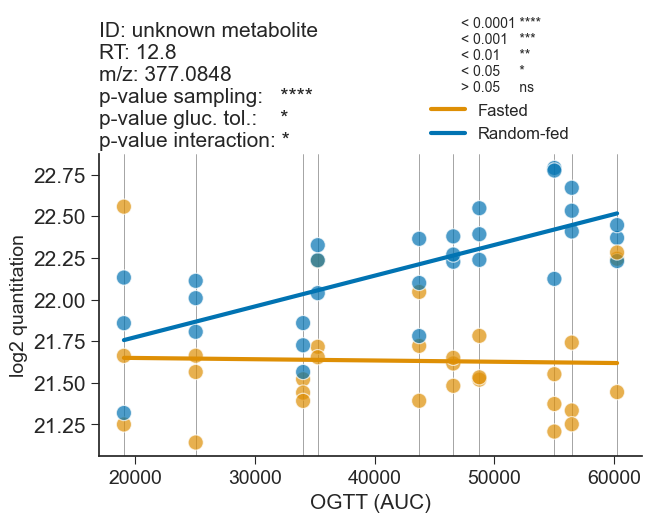 ID: unknown metabolite
RT: 12.8
m/z: 377.0848
p-value sampling: ****
p-value gluc. tol.: *
p-value interaction: *
< 0.0001 ****
< 0.001 ***
< 0.01 **
< 0.05 *
> 0.05 ns
Fasted
Random-fed
log2 quantitation
22.75
22.50
22.25
22.00
21.75
21.50
21.25
20000 30000 40000 50000 60000
OGTT (AUC)